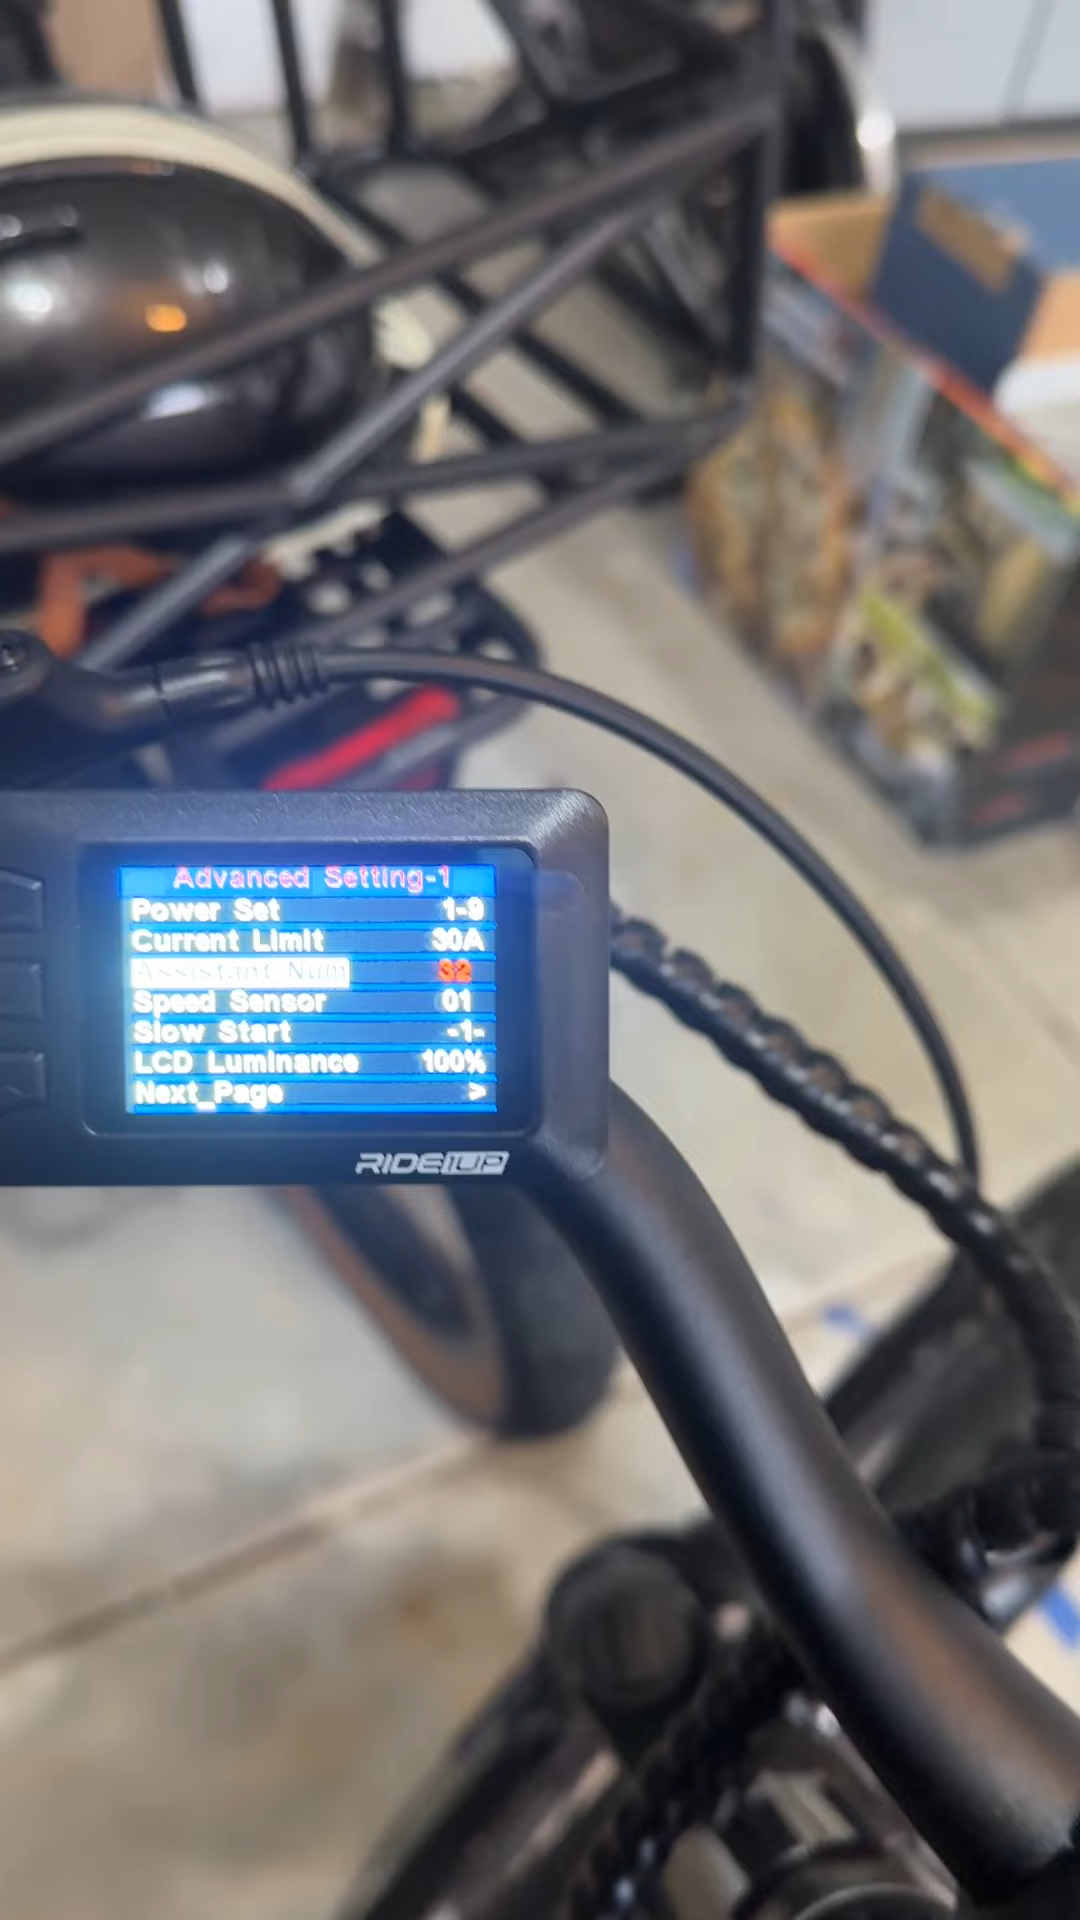 Advanced Setting-1
Power Set 1-9
Current Limit 30A
Assistant Num 32
Speed Sensor 01
Slow Start -1-
LCD Luminance 100%
Next_Page >
RIDE1UP